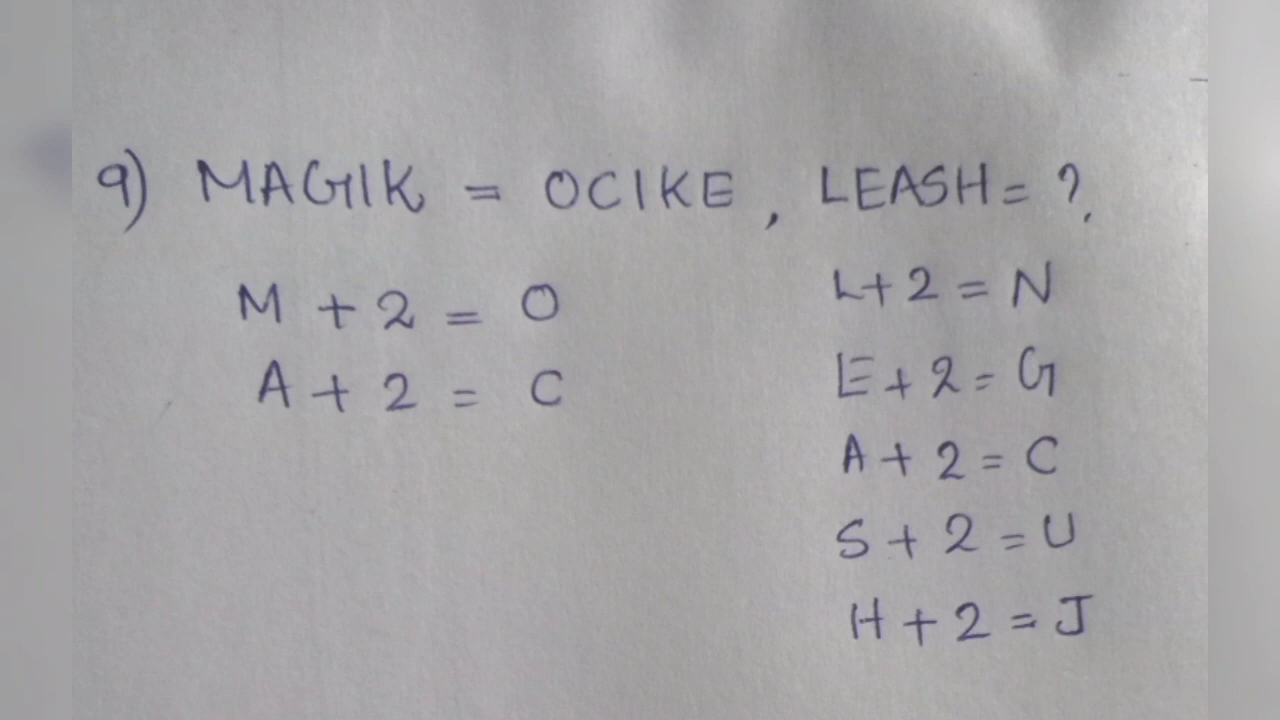 9) MAGIK = OCIKE, LEASH = ?
M + 2 = O
A + 2 = C
L + 2 = N
E + 2 = G
A + 2 = C
S + 2 = U
H + 2 = J